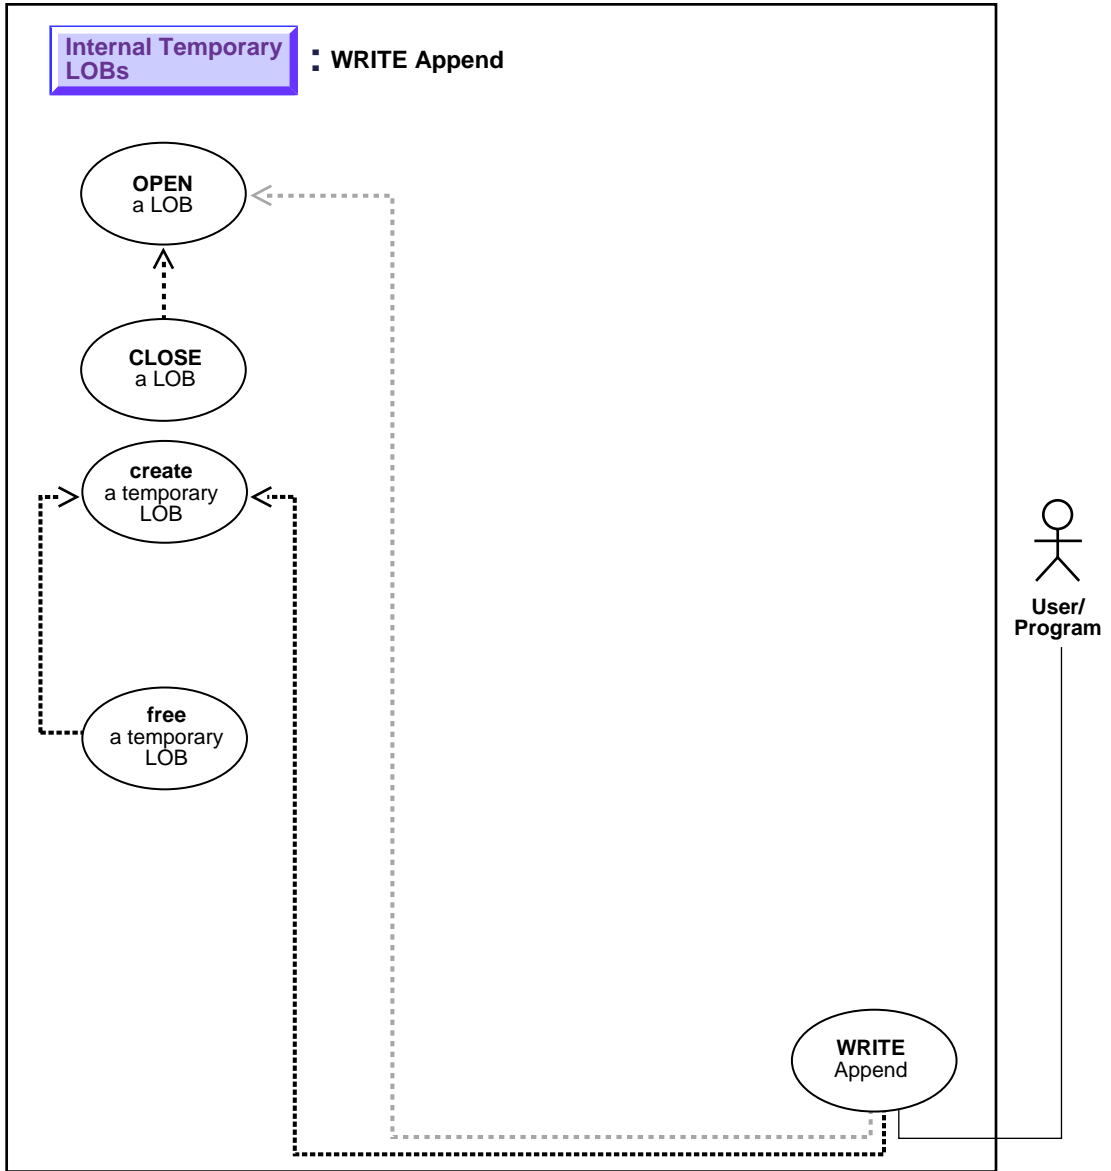 Internal Temporary
LOBs
: WRITE Append
OPEN
a LOB
CLOSE
a LOB
create
a temporary
LOB
User/
Program
free
a temporary
LOB
WRITE
Append